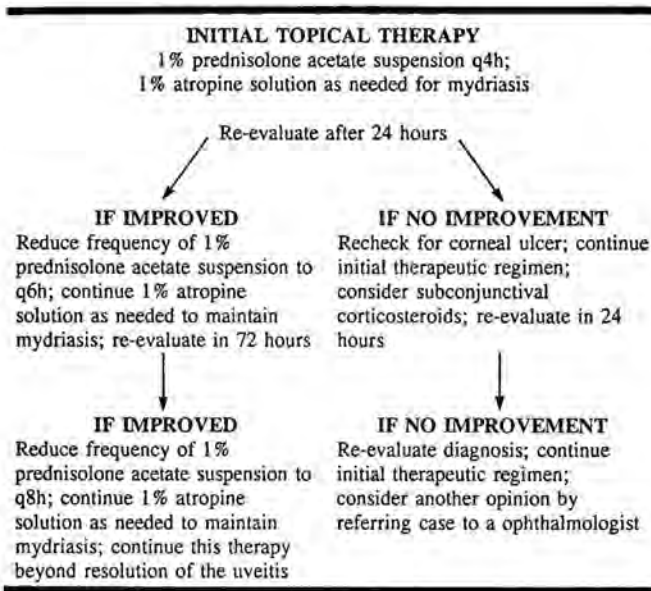 INITIAL TOPICAL THERAPY
1% prednisolone acetate suspension q4h;
1% atropine solution as needed for mydriasis
Re-evaluate after 24 hours
IF IMPROVED
Reduce frequency of 1%
prednisolone acetate suspension to
q6h; continue 1% atropine
solution as needed to maintain
mydriasis; re-evaluate in 72 hours
IF IMPROVED
Reduce frequency of 1%
prednisolone acetate suspension to
q8h; continue 1% atropine
solution as needed to maintain
mydriasis; continue this therapy
beyond resolution of the uveitis
IF NO IMPROVEMENT
Recheck for corneal ulcer; continue
initial therapeutic regimen;
consider subconjunctival
corticosteroids; re-evaluate in 24
hours
IF NO IMPROVEMENT
Re-evaluate diagnosis; continue
initial therapeutic regimen;
consider another opinion by
referring case to a ophthalmologist